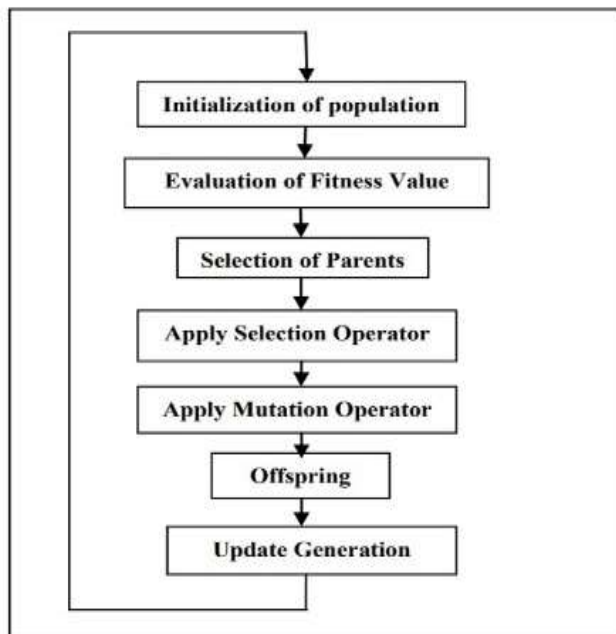 Initialization of population
Evaluation of Fitness Value
Selection of Parents
Apply Selection Operator
Apply Mutation Operator
Offspring
Update Generation